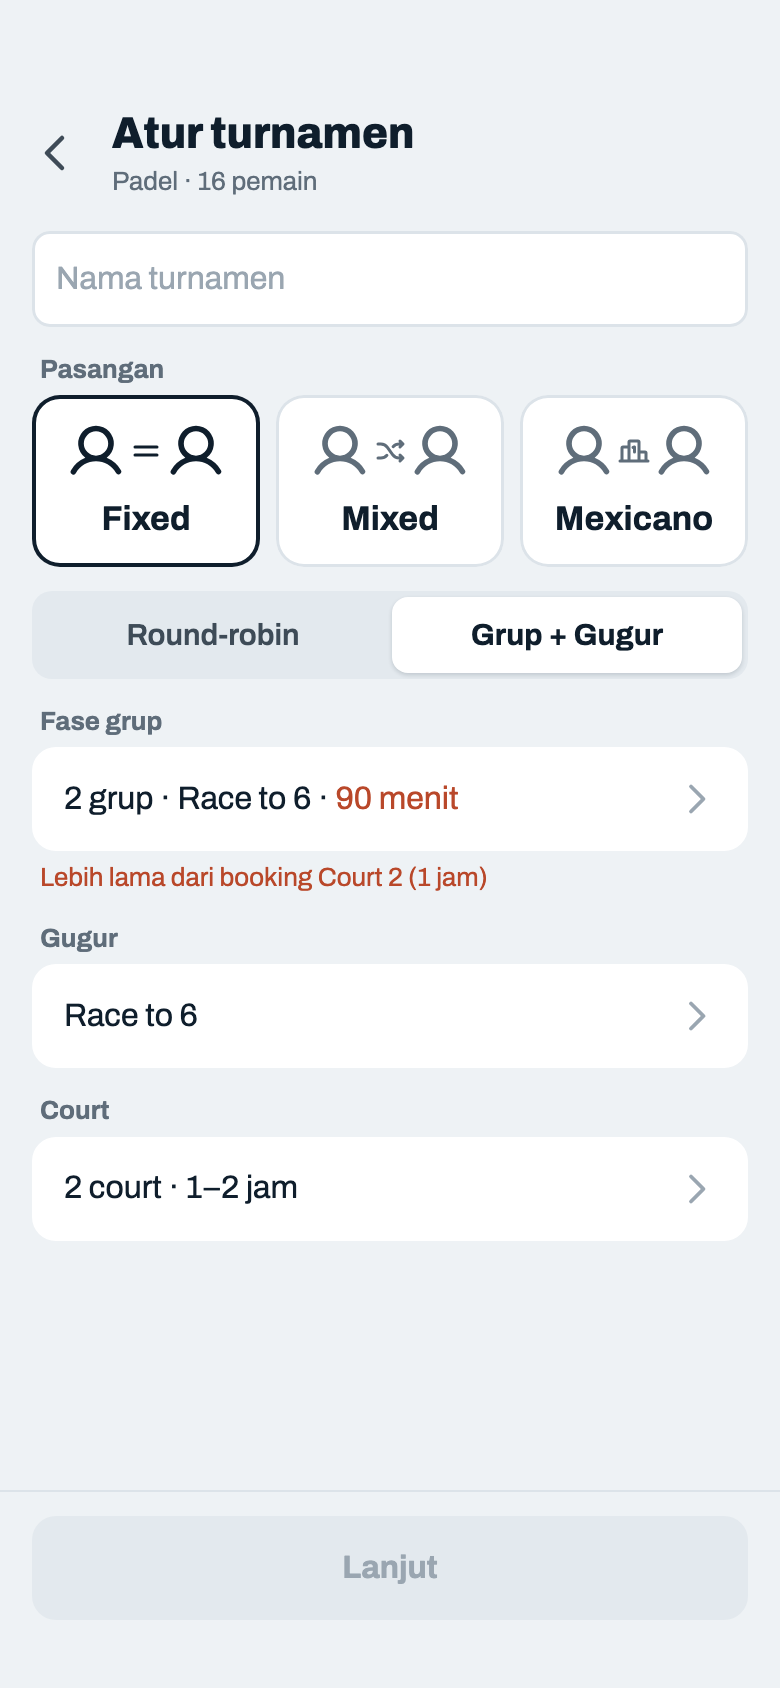 Atur turnamen
Padel · 16 pemain
Nama turnamen
Pasangan
Fixed
Mixed
Mexicano
Round-robin
Grup + Gugur
Fase grup
2 grup · Race to 6 · 90 menit
Lebih lama dari booking Court 2 (1 jam)
Gugur
Race to 6
Court
2 court · 1–2 jam
Lanjut